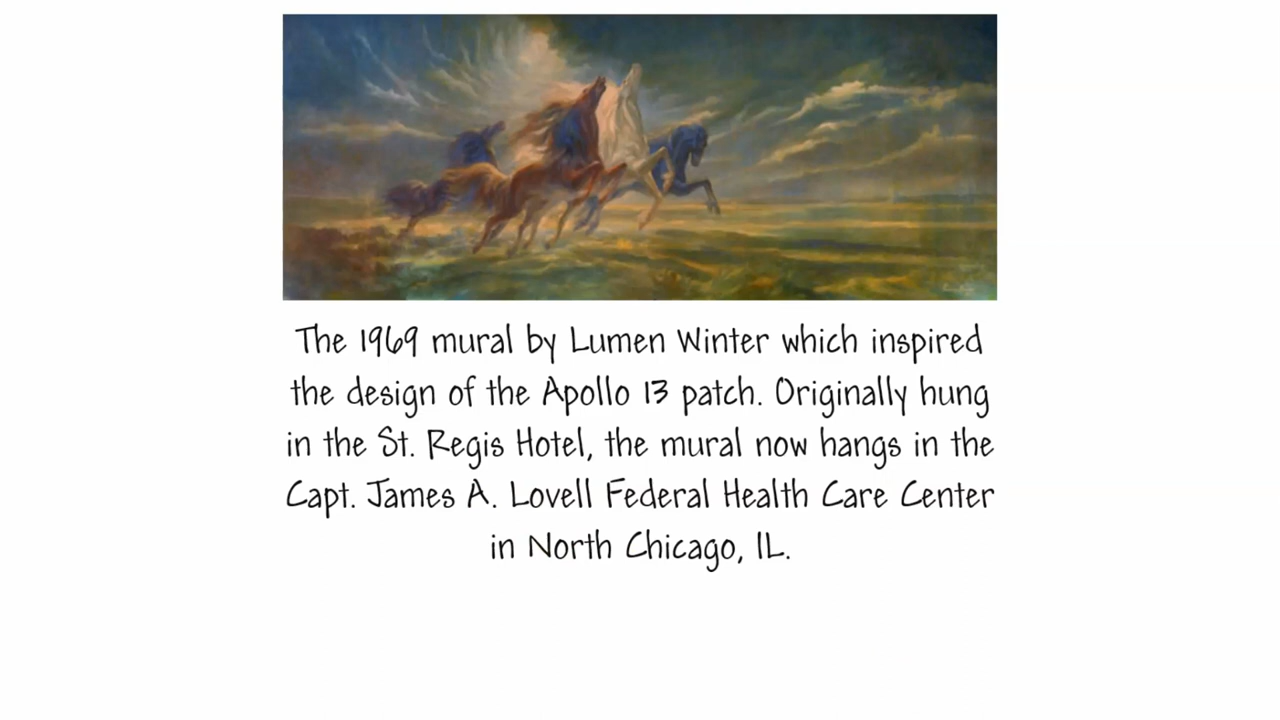 The 1969 mural by Lumen Winter which inspired
the design of the Apollo 13 patch. Originally hung
in the St. Regis Hotel, the mural now hangs in the
Capt. James A. Lovell Federal Health Care Center
in North Chicago, IL.